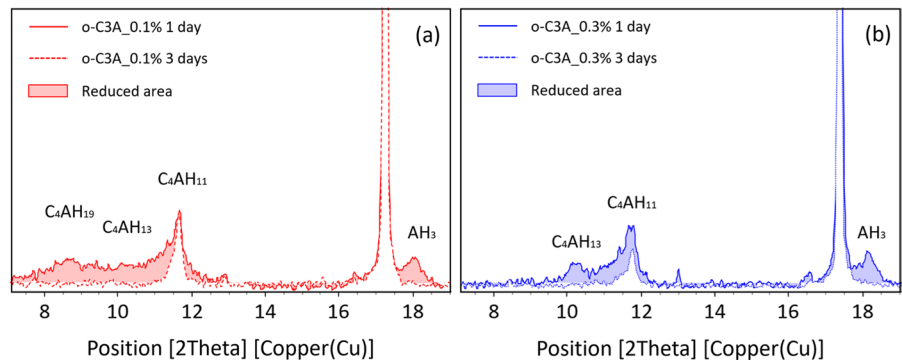 (a)
o-C3A_0.1% 1 day
o-C3A_0.1% 3 days
Reduced area
C₄AH₁₉
C₄AH₁₃
C₄AH₁₁
AH₃
8 10 12 14 16 18
Position [2Theta] [Copper(Cu)]
(b)
o-C3A_0.3% 1 day
o-C3A_0.3% 3 days
Reduced area
C₄AH₁₃
C₄AH₁₁
AH₃
8 10 12 14 16 18
Position [2Theta] [Copper(Cu)]